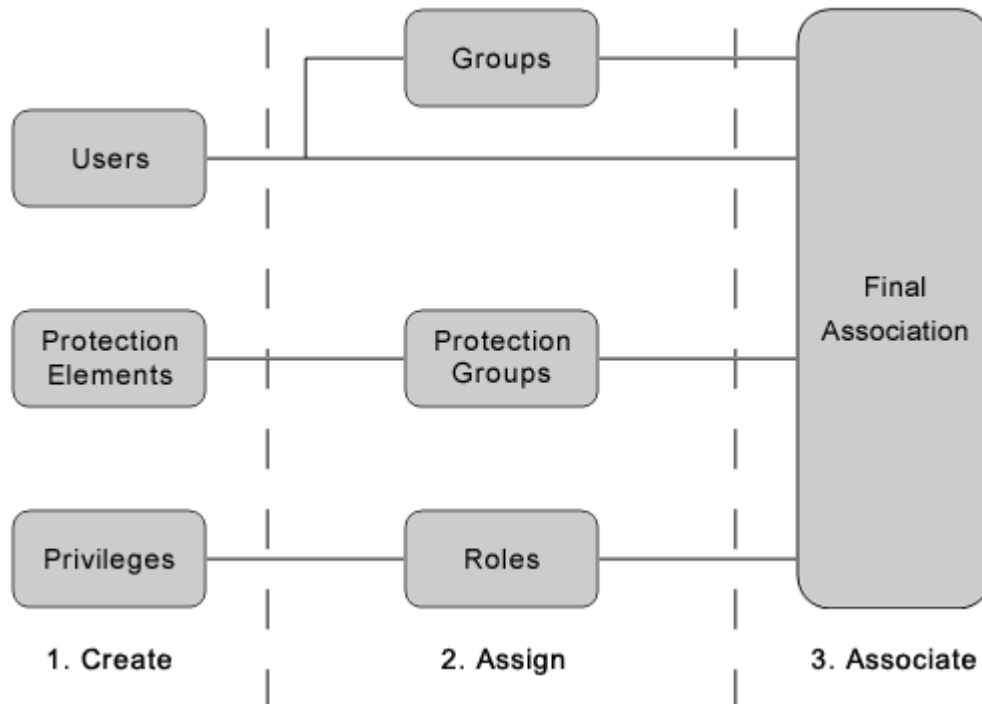 Groups
Users
Final
Association
Protection
Elements
Protection
Groups
Privileges
Roles
1. Create
2. Assign
3. Associate